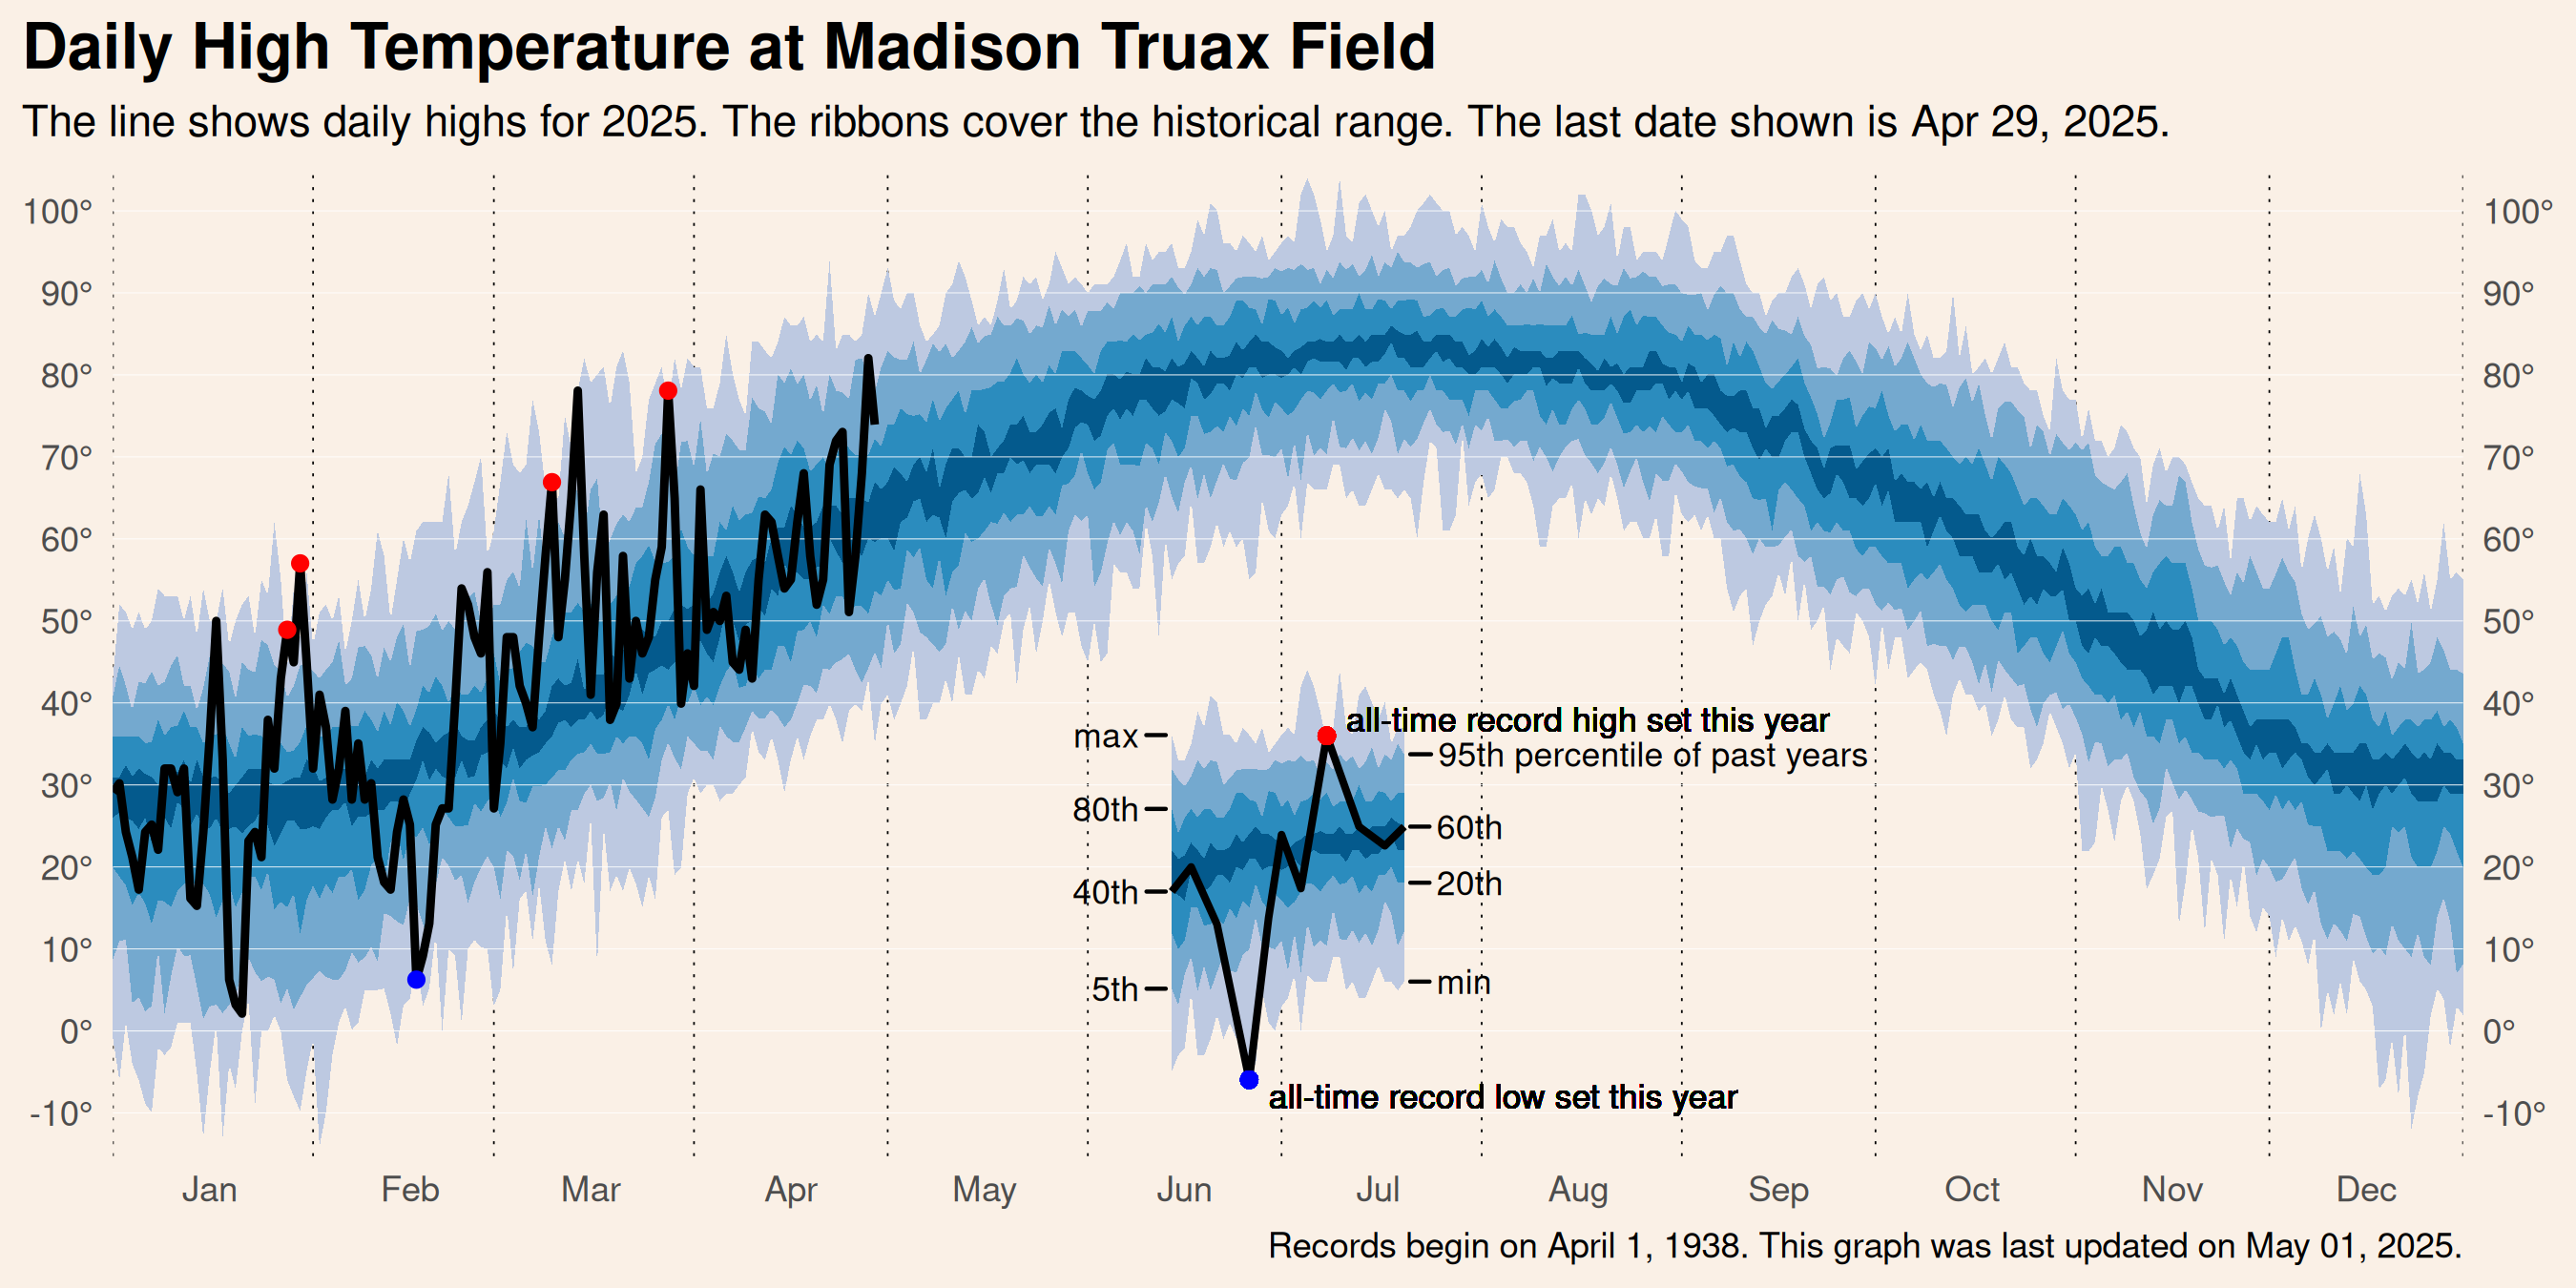 Daily High Temperature at Madison Truax Field
The line shows daily highs for 2025. The ribbons cover the historical range. The last date shown is Apr 29, 2025.
100° 100°
90° 90°
80° 80°
70° 70°
60° 60°
50° 50°
40° 40°
30° 30°
20° 20°
10° 10°
0° 0°
-10° -10°
all-time record high set this year
max
95th percentile of past years
80th
60th
20th
40th
min
5th
all-time record low set this year
Jan Feb Mar Apr May Jun Jul Aug Sep Oct Nov Dec
Records begin on April 1, 1938. This graph was last updated on May 01, 2025.